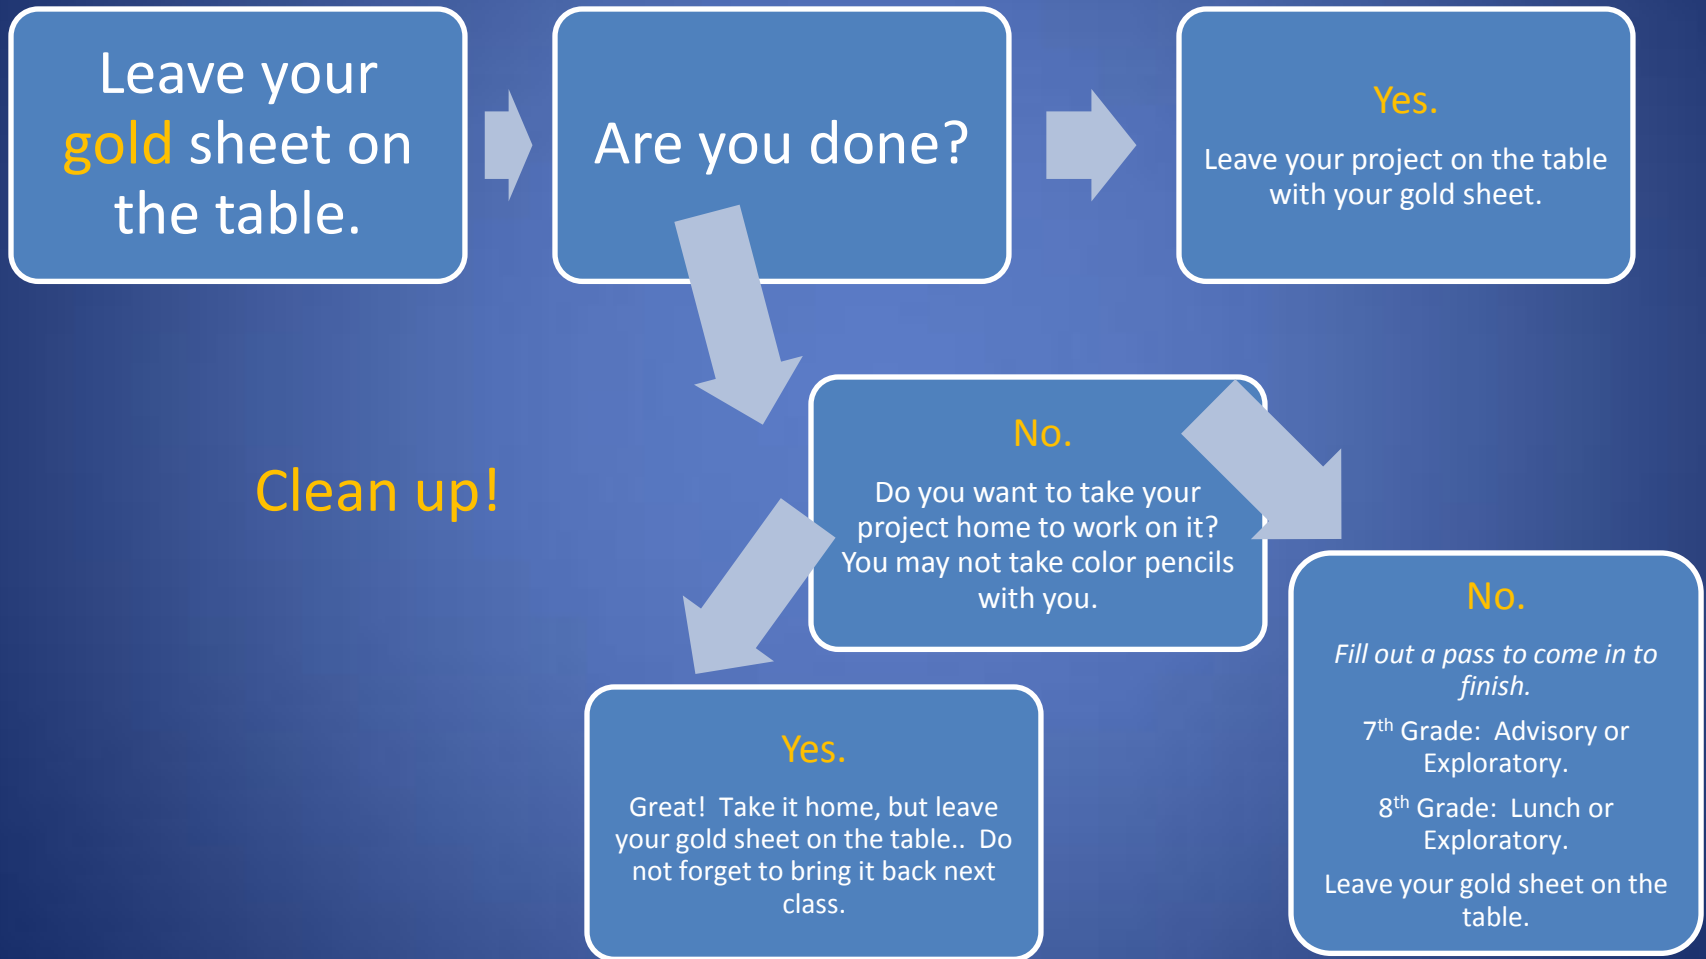 Leave your
gold sheet on
the table.
Are you done?
Yes.
Leave your project on the table
with your gold sheet.
Clean up!
No.
Do you want to take your
project home to work on it?
You may not take color pencils
with you.
Yes.
Great!  Take it home, but leave
your gold sheet on the table..  Do
not forget to bring it back next
class.
No.
Fill out a pass to come in to
finish.
7th Grade:  Advisory or
Exploratory.
8th Grade:  Lunch or
Exploratory.
Leave your gold sheet on the
table.